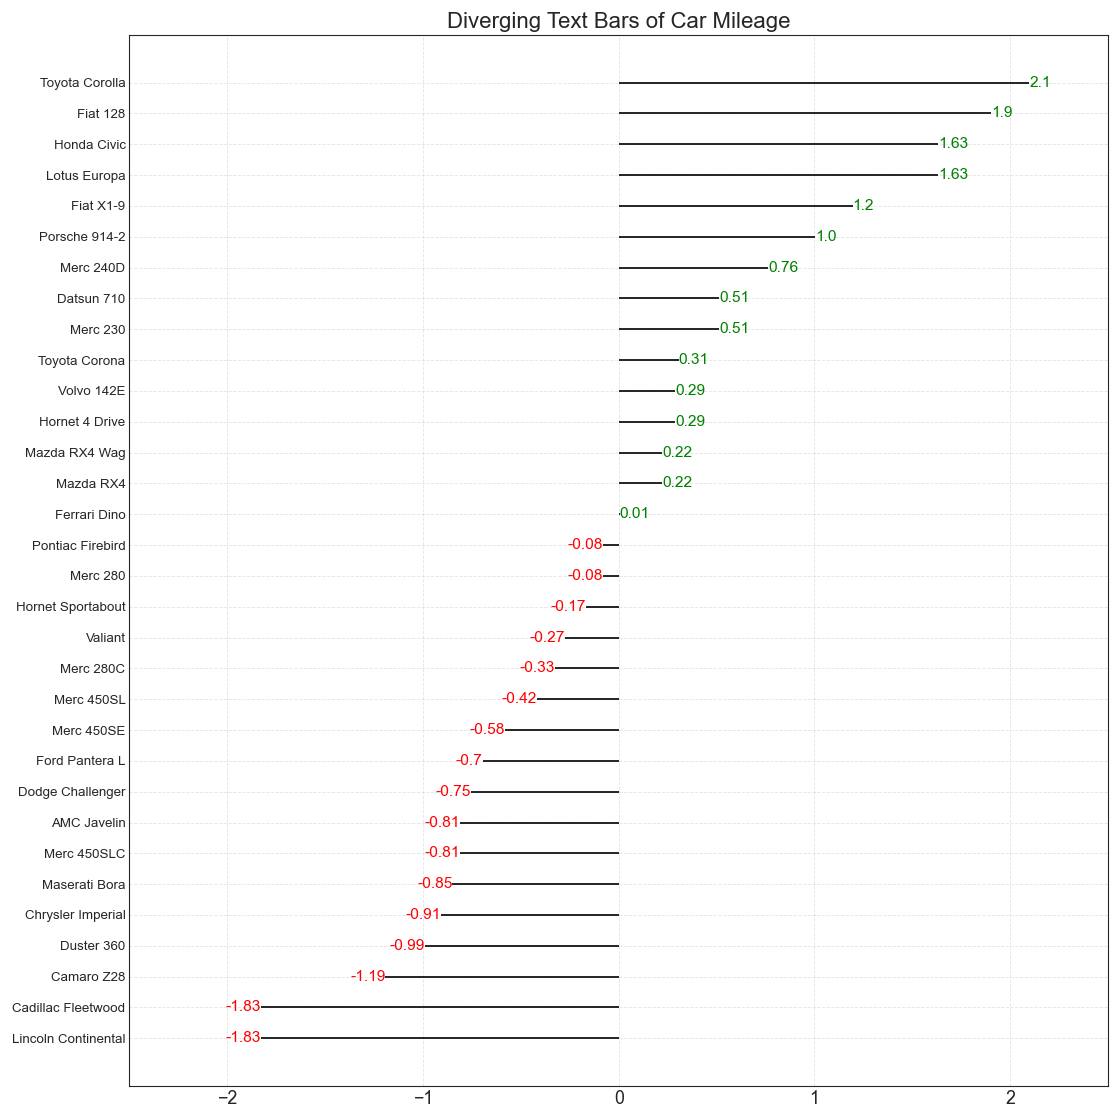 Diverging Text Bars of Car Mileage
Toyota Corolla 2.1
Fiat 128 1.9
Honda Civic 1.63
Lotus Europa 1.63
Fiat X1-9 1.2
Porsche 914-2 1.0
Merc 240D 0.76
Datsun 710 0.51
Merc 230 0.51
Toyota Corona 0.31
Volvo 142E 0.29
Hornet 4 Drive 0.29
Mazda RX4 Wag 0.22
Mazda RX4 0.22
Ferrari Dino 0.01
Pontiac Firebird -0.08
Merc 280 -0.08
Hornet Sportabout -0.17
Valiant -0.27
Merc 280C -0.33
Merc 450SL -0.42
Merc 450SE -0.58
Ford Pantera L -0.7
Dodge Challenger -0.75
AMC Javelin -0.81
Merc 450SLC -0.81
Maserati Bora -0.85
Chrysler Imperial -0.91
Duster 360 -0.99
Camaro Z28 -1.19
Cadillac Fleetwood -1.83
Lincoln Continental -1.83
−2 −1 0 1 2